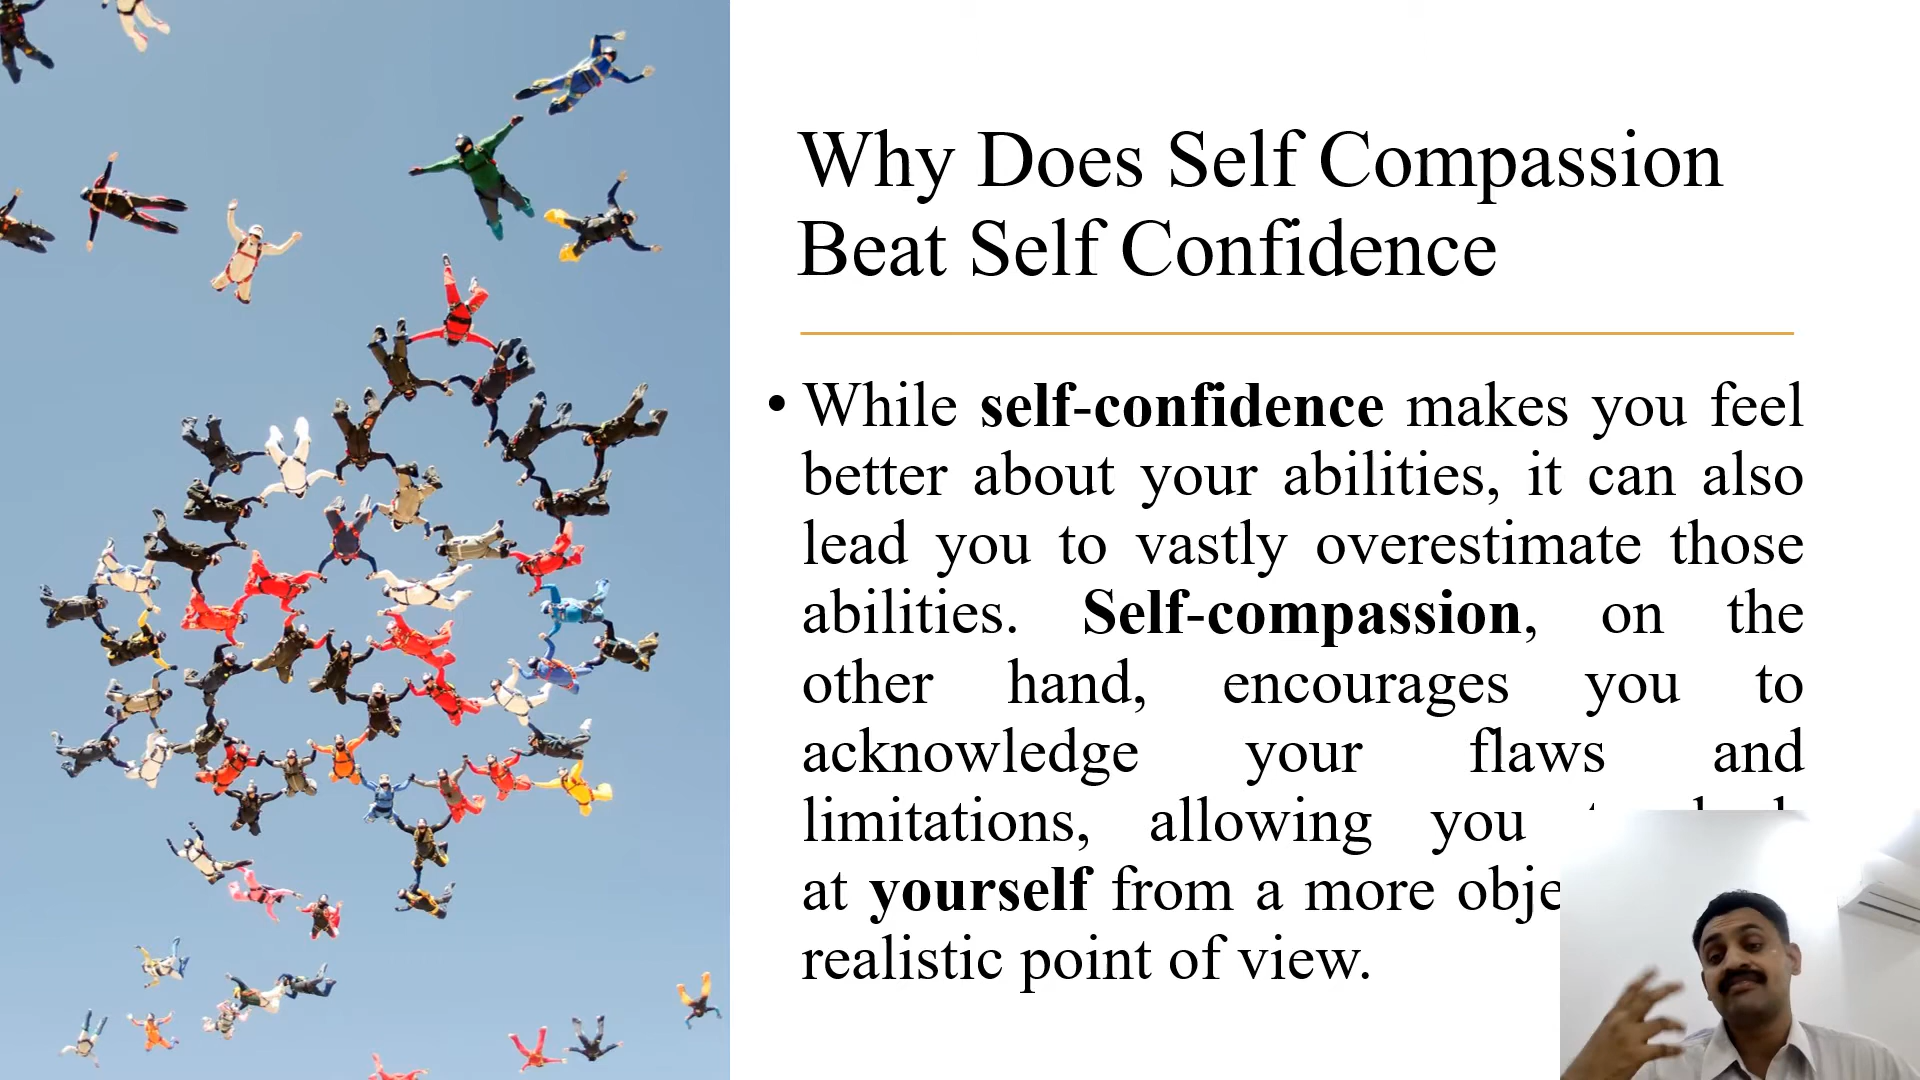 Why Does Self Compassion
Beat Self Confidence
• While self-confidence makes you feel
better about your abilities, it can also
lead you to vastly overestimate those
abilities. Self-compassion, on the
other hand, encourages you to
acknowledge your flaws and
limitations, allowing you
at yourself from a more
realistic point of view.